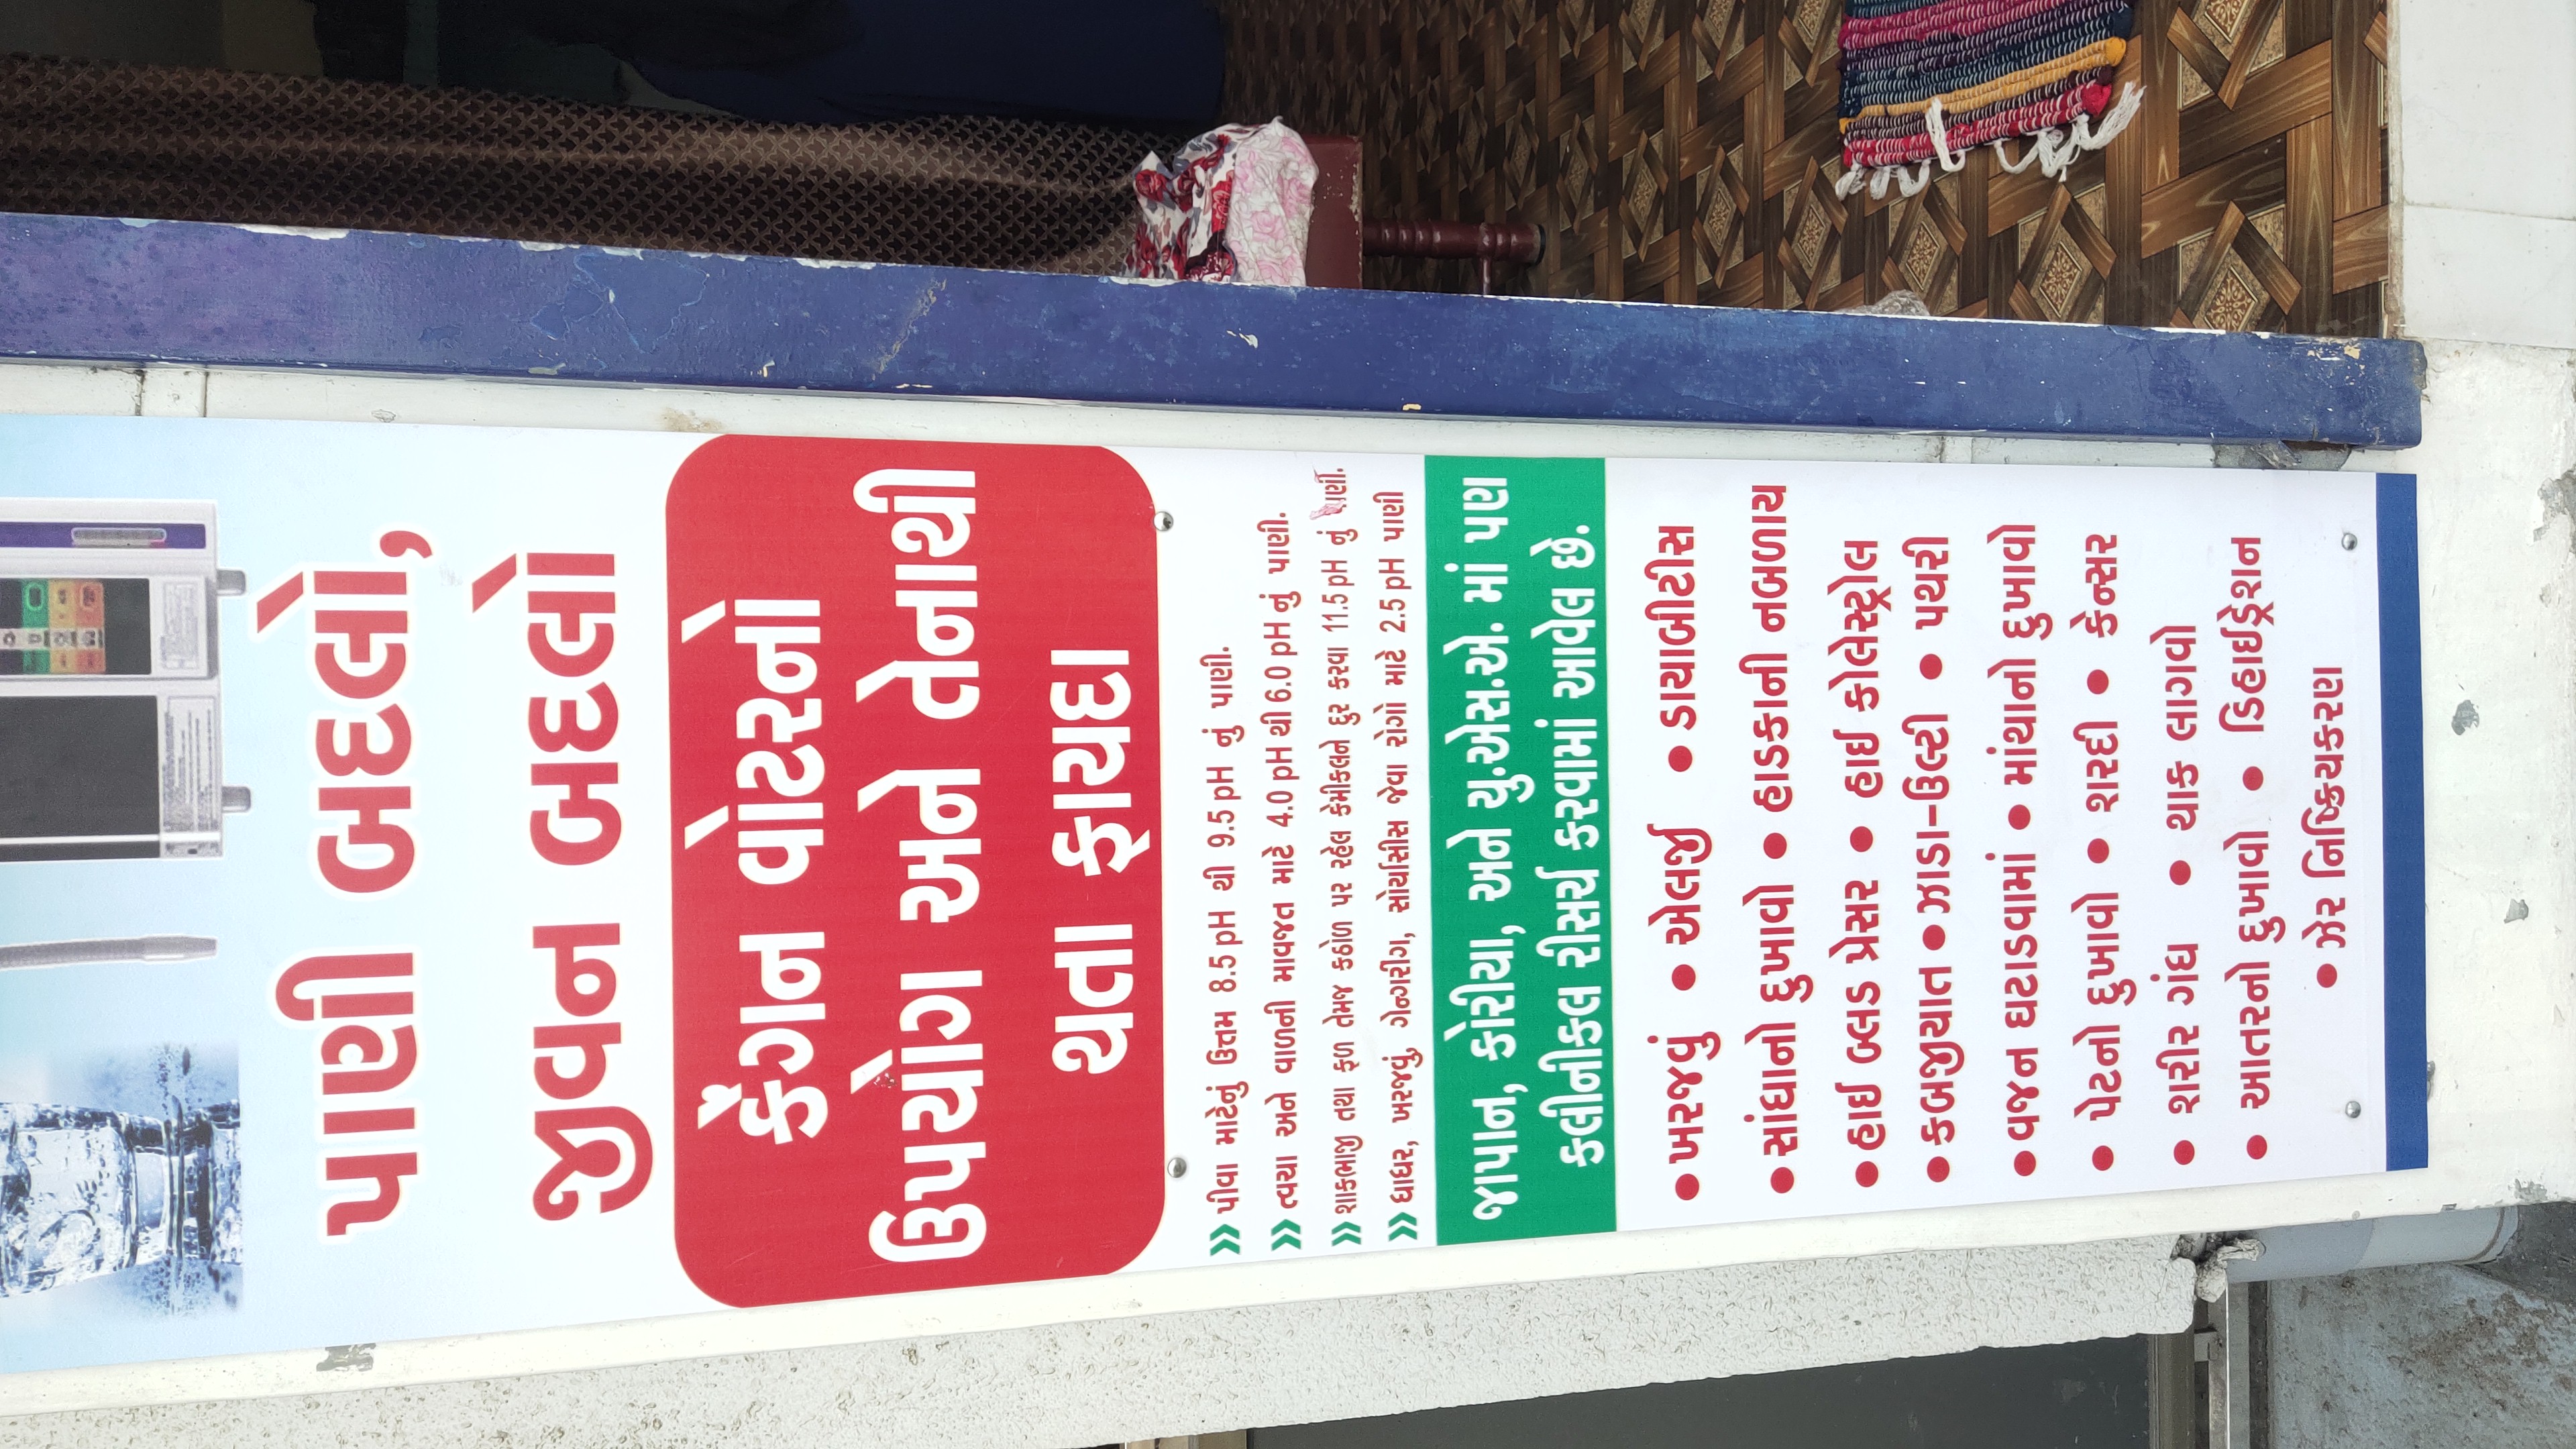 પાણી બદલો,
જીવન બદલો
કેંગન વોટરનો
ઉપયોગ અને તેનાથી
થતા ફાયદા
પીવા માટેનું ઉત્તમ 8.5 pH થી 9.5 pH નું પાણી.
ત્વચા અને વાળની માવજત માટે 4.0 pH થી 6.0 pH નું પાણી.
શાકભાજી તથા ફળ તેમજ કઠોળ પર રહેલ કેમીકલને દુર કરવા 11.5 pH નું પાણી.
ધાધર, ખરજવું, ગેન્ગરીંગ, સોર્યાસીસ જેવા રોગો માટે 2.5 pH પાણી
જાપાન, કોરીયા, અને યુ.એસ.એ. માં પણ
કલીનીકલ રીસર્ચ કરવામાં આવેલ છે.
• ખરજવું • એલર્જી • ડાયાબીટીસ
• સાંધાનો દુખાવો • હાડકાની નબળાય
• હાઈ બ્લડ પ્રેસર • હાઈ કોલેસ્ટ્રોલ
• કબજીયાત • ઝાડા-ઉલ્ટી • પથરી
• વજન ઘટાડવામાં • માંથાનો દુખાવો
• પેટનો દુખાવો • શરદી • કેન્સર
• શરીર ગંધ • થાક લાગવો
• આતરનો દુખાવો • ડિહાઈડ્રેશન
• ઝેર નિષ્ક્રિયકરણ